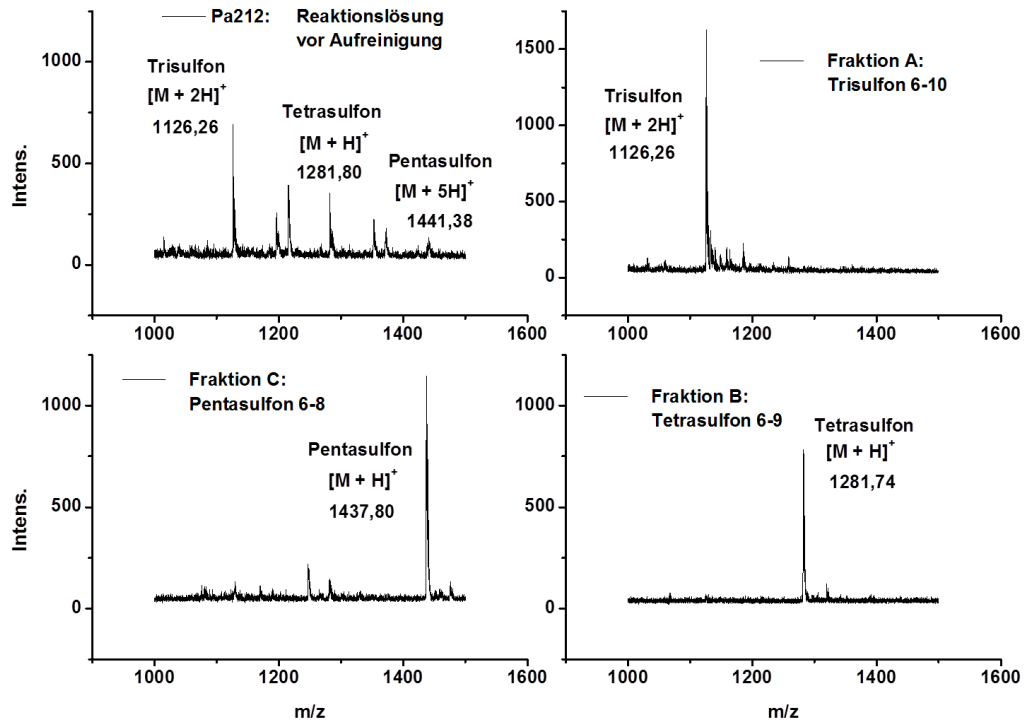 Pa212: Reaktionslösung
vor Aufreinigung
Trisulfon
[M + 2H]+
1126,26
Tetrasulfon
[M + H]+
1281,80
Pentasulfon
[M + 5H]+
1441,38
Intens.
1000
500
0
1000 1200 1400 1600
Fraktion A:
Trisulfon 6-10
Trisulfon
[M + 2H]+
1126,26
1500
1000
500
0
1000 1200 1400 1600
Fraktion C:
Pentasulfon 6-8
Pentasulfon
[M + H]+
1437,80
Intens.
1000
500
0
1000 1200 1400 1600
m/z
Fraktion B:
Tetrasulfon 6-9
Tetrasulfon
[M + H]+
1281,74
1000
500
0
1000 1200 1400 1600
m/z